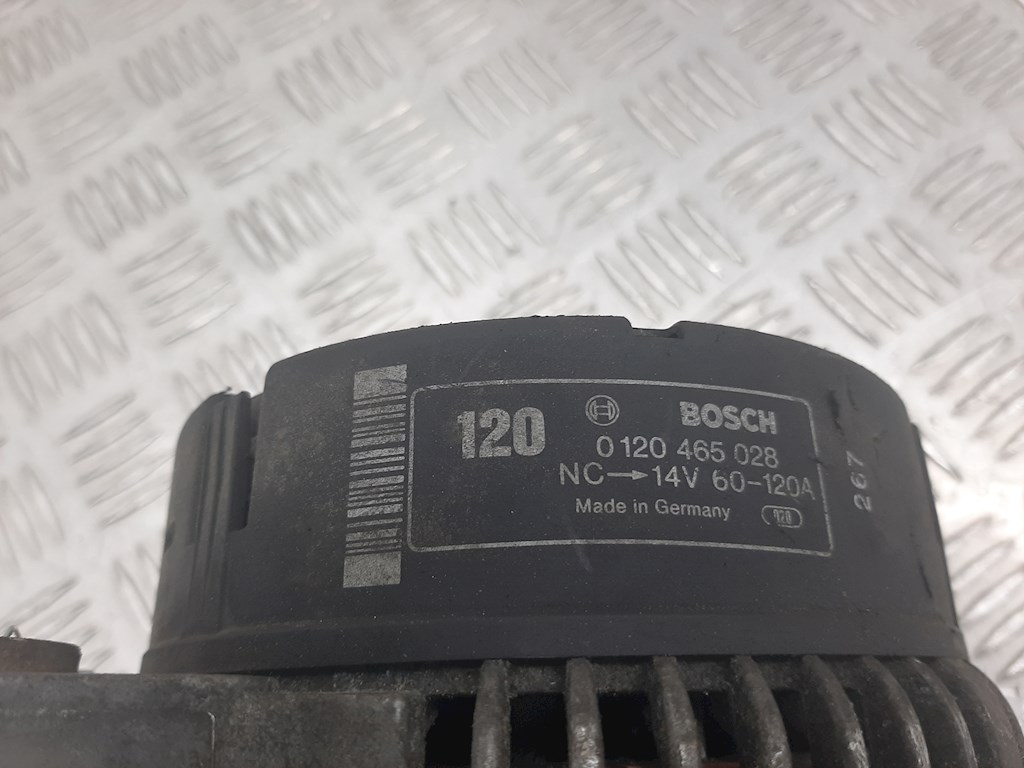 120
BOSCH
0 120 465 028
NC→14V 60-120A
Made in Germany
267